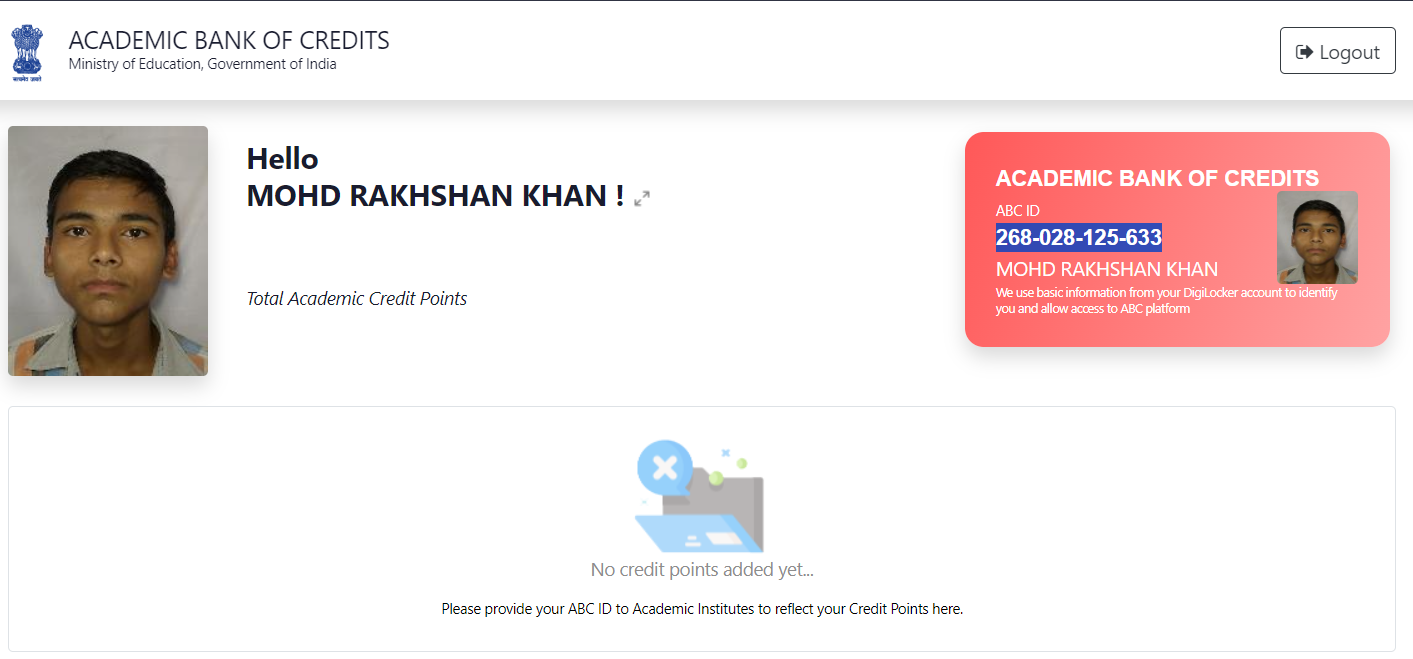 सत्यमेव जयते
ACADEMIC BANK OF CREDITS
Ministry of Education, Government of India
Logout
Hello
MOHD RAKHSHAN KHAN !
Total Academic Credit Points
ACADEMIC BANK OF CREDITS
ABC ID
268-028-125-633
MOHD RAKHSHAN KHAN
We use basic information from your DigiLocker account to identify
you and allow access to ABC platform
No credit points added yet...
Please provide your ABC ID to Academic Institutes to reflect your Credit Points here.